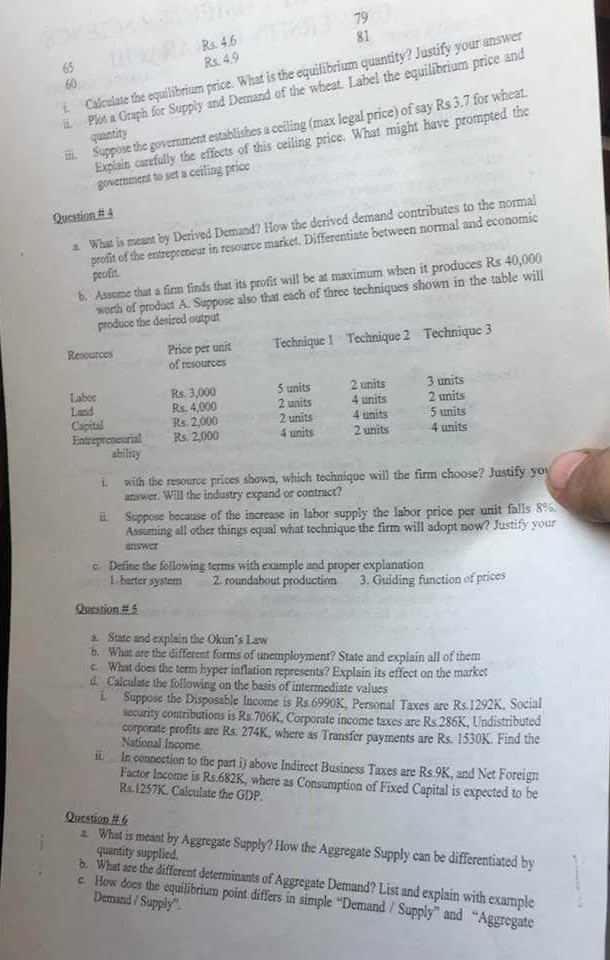 79
65 Rs. 4.6 81
60 Rs. 4.9
i. Calculate the equilibrium price. What is the equilibrium quantity? Justify your answer
ii. Plot a Graph for Supply and Demand of the wheat. Label the equilibrium price and
quantity
iii. Suppose the government establishes a ceiling (max legal price) of say Rs 3.7 for wheat.
Explain carefully the effects of this ceiling price. What might have prompted the
government to set a ceiling price
Question # 4
a. What is meant by Derived Demand? How the derived demand contributes to the normal
profit of the entrepreneur in resource market. Differentiate between normal and economic
profit.
b. Assume that a firm finds that its profit will be at maximum when it produces Rs 40,000
worth of product A. Suppose also that each of three techniques shown in the table will
produce the desired output
Resources Price per unit Technique 1 Technique 2 Technique 3
of resources
Labor Rs. 3,000 5 units 2 units 3 units
Land Rs. 4,000 2 units 4 units 2 units
Capital Rs. 2,000 2 units 4 units 5 units
Entrepreneurial Rs. 2,000 4 units 2 units 4 units
ability
i. with the resource prices shown, which technique will the firm choose? Justify you
answer. Will the industry expand or contract?
ii. Suppose because of the increase in labor supply the labor price per unit falls 8%.
Assuming all other things equal what technique the firm will adopt now? Justify your
answer
c. Define the following terms with example and proper explanation
1. barter system 2. roundabout production 3. Guiding function of prices
Question # 5
a. State and explain the Okun's Law
b. What are the different forms of unemployment? State and explain all of them
c. What does the term hyper inflation represents? Explain its effect on the market
d. Calculate the following on the basis of intermediate values
i. Suppose the Disposable Income is Rs.6990K, Personal Taxes are Rs.1292K, Social
security contributions is Rs.706K, Corporate income taxes are Rs.286K, Undistributed
corporate profits are Rs. 274K, where as Transfer payments are Rs. 1530K. Find the
National Income.
ii. In connection to the part i) above Indirect Business Taxes are Rs.9K, and Net Foreign
Factor Income is Rs.682K, where as Consumption of Fixed Capital is expected to be
Rs.1257K. Calculate the GDP.
Question # 6
a. What is meant by Aggregate Supply? How the Aggregate Supply can be differentiated by
quantity supplied.
b. What are the different determinants of Aggregate Demand? List and explain with example
c. How does the equilibrium point differs in simple "Demand / Supply" and "Aggregate
Demand / Supply".